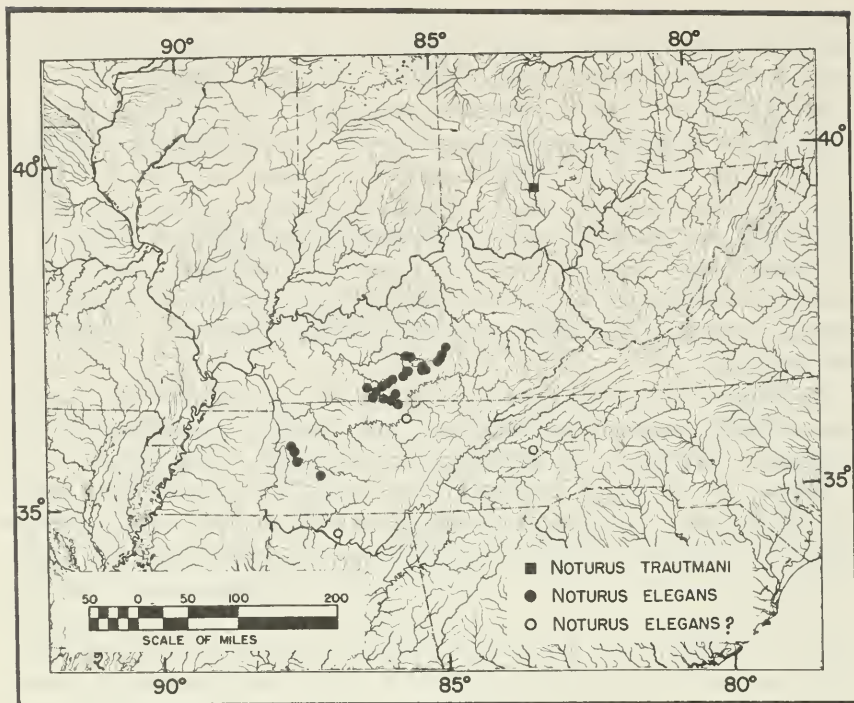 90° 85° 80°
40° 40°
35° 35°
■ NOTURUS TRAUTMANI
● NOTURUS ELEGANS
○ NOTURUS ELEGANS?
50 0 50 100 200
SCALE OF MILES
90° 85° 80°